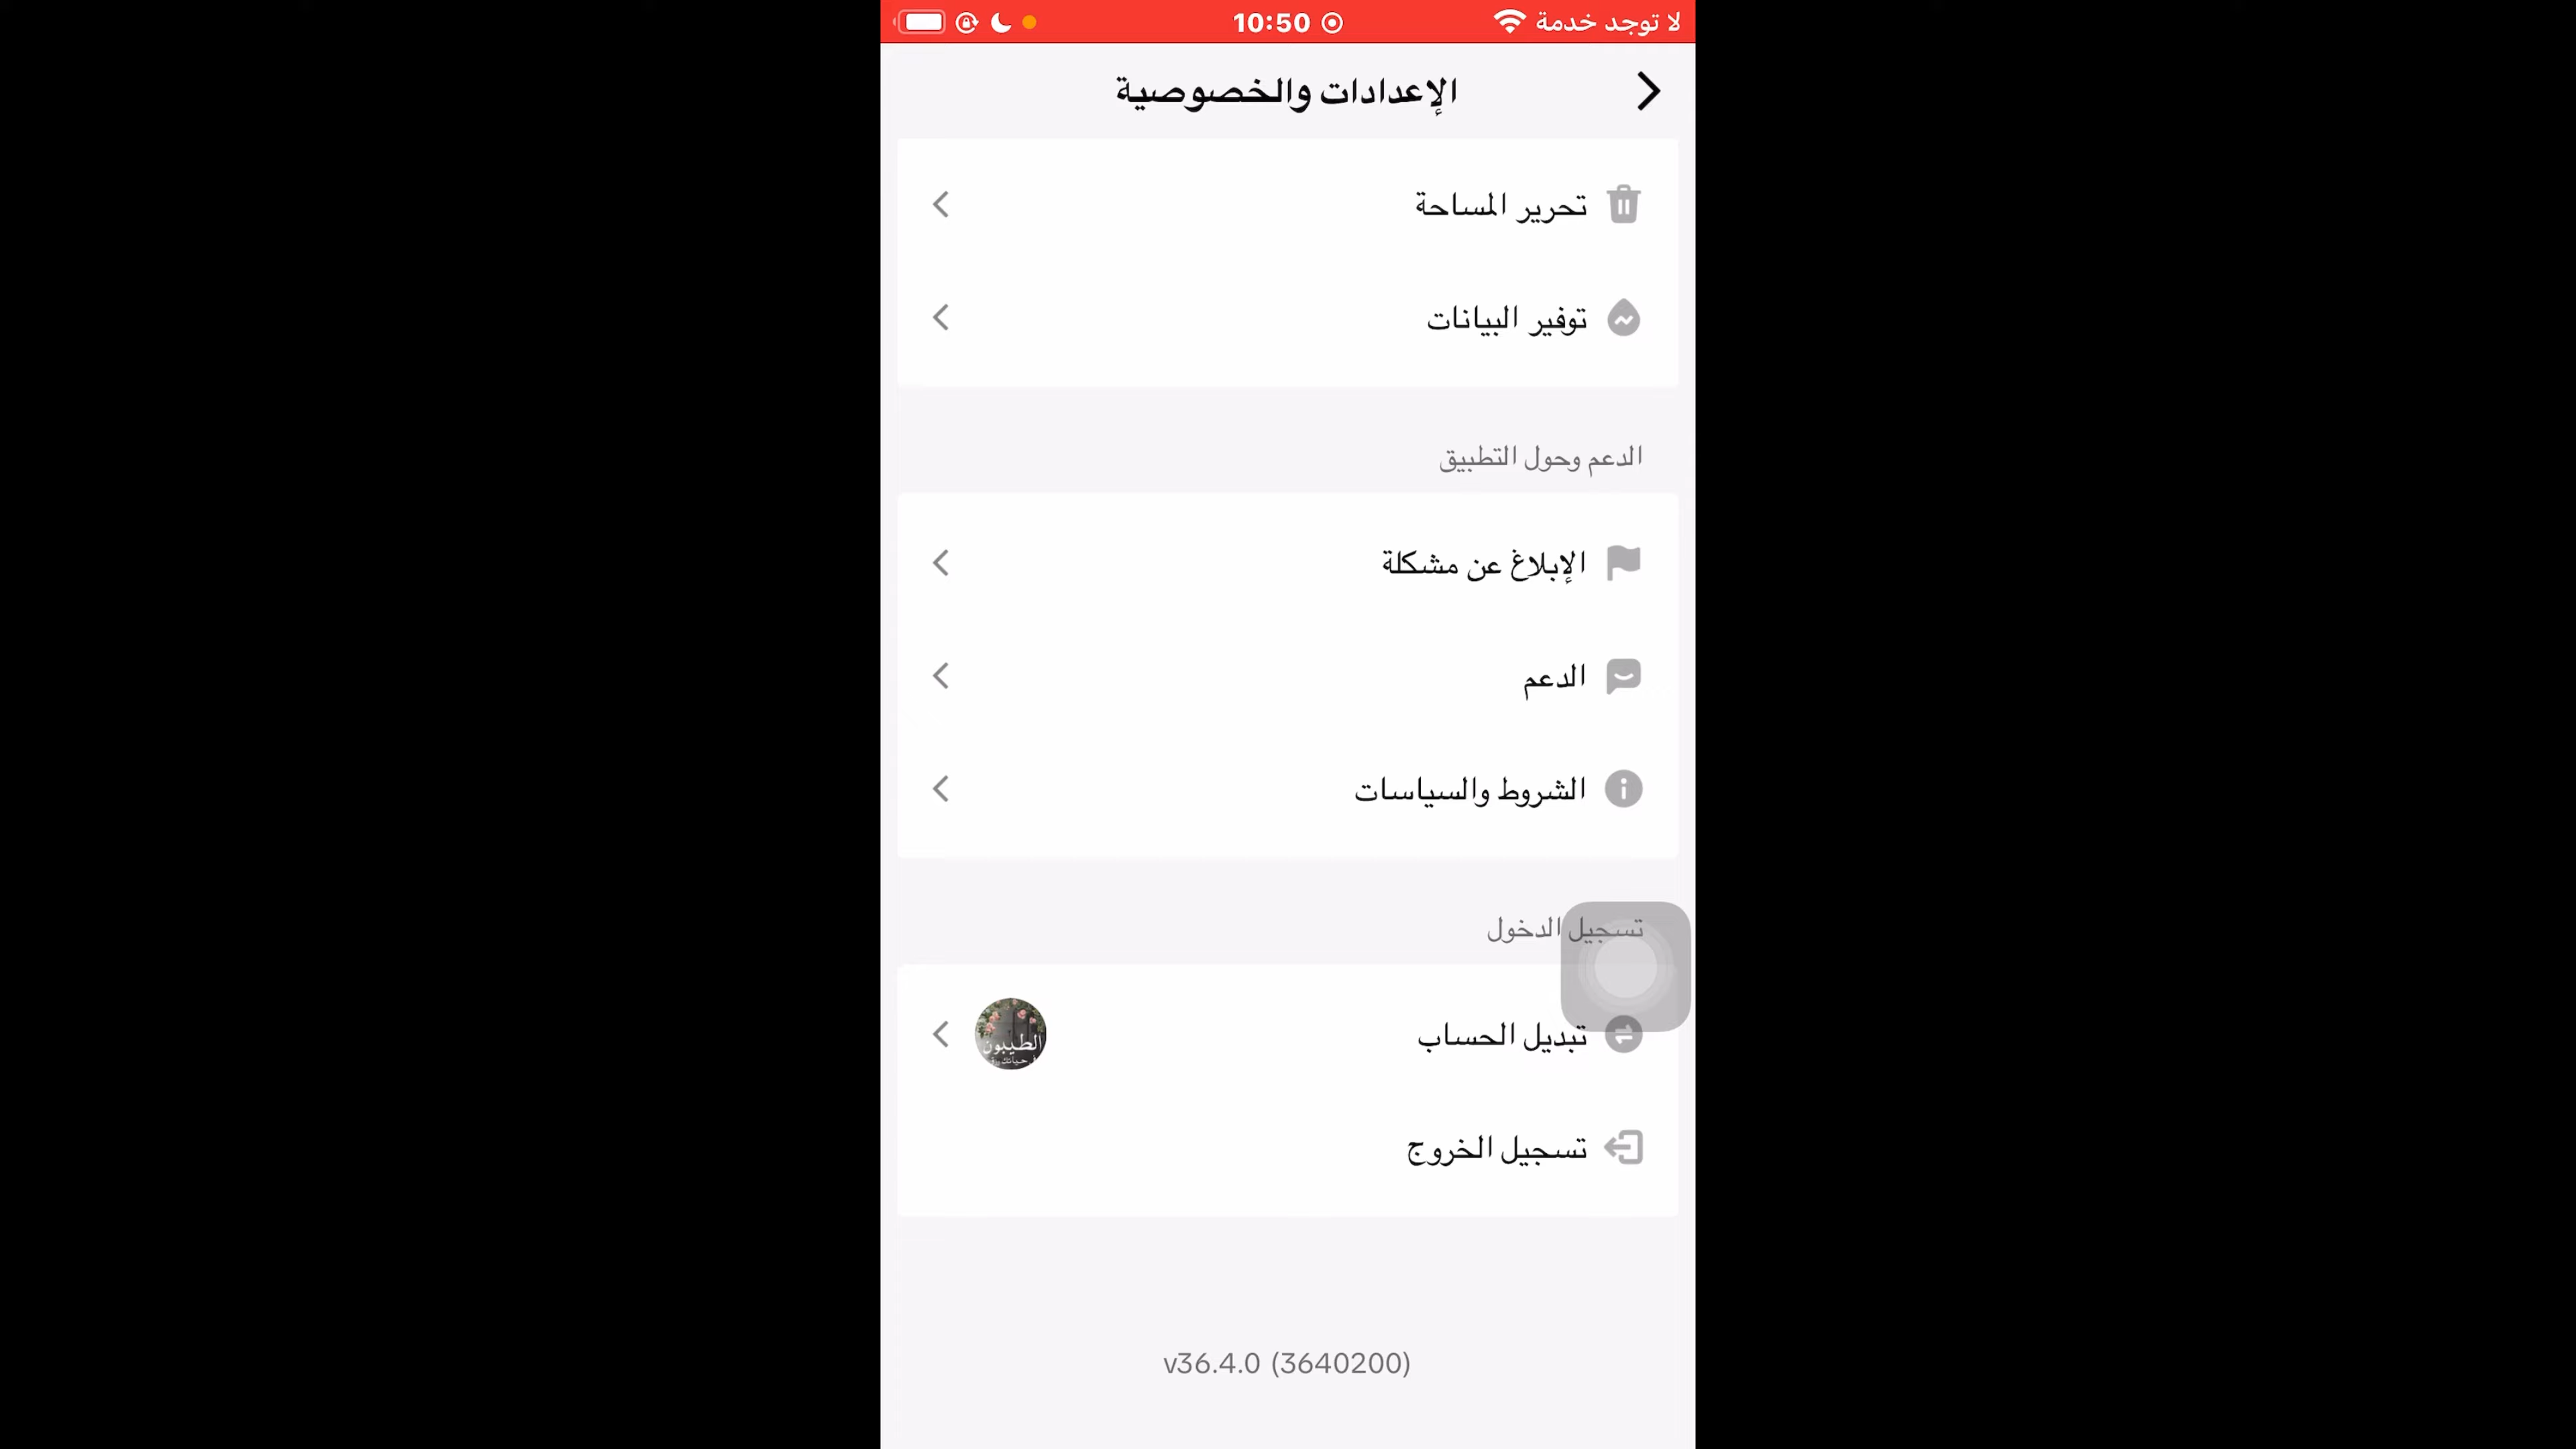 لا توجد خدمة 10:50
الإعدادات والخصوصية
تحرير المساحة
توفير البيانات
الدعم وحول التطبيق
الإبلاغ عن مشكلة
الدعم
الشروط والسياسات
تسجيل الدخول
تبديل الحساب
الطيبون
تسجيل الخروج
v36.4.0 (3640200)